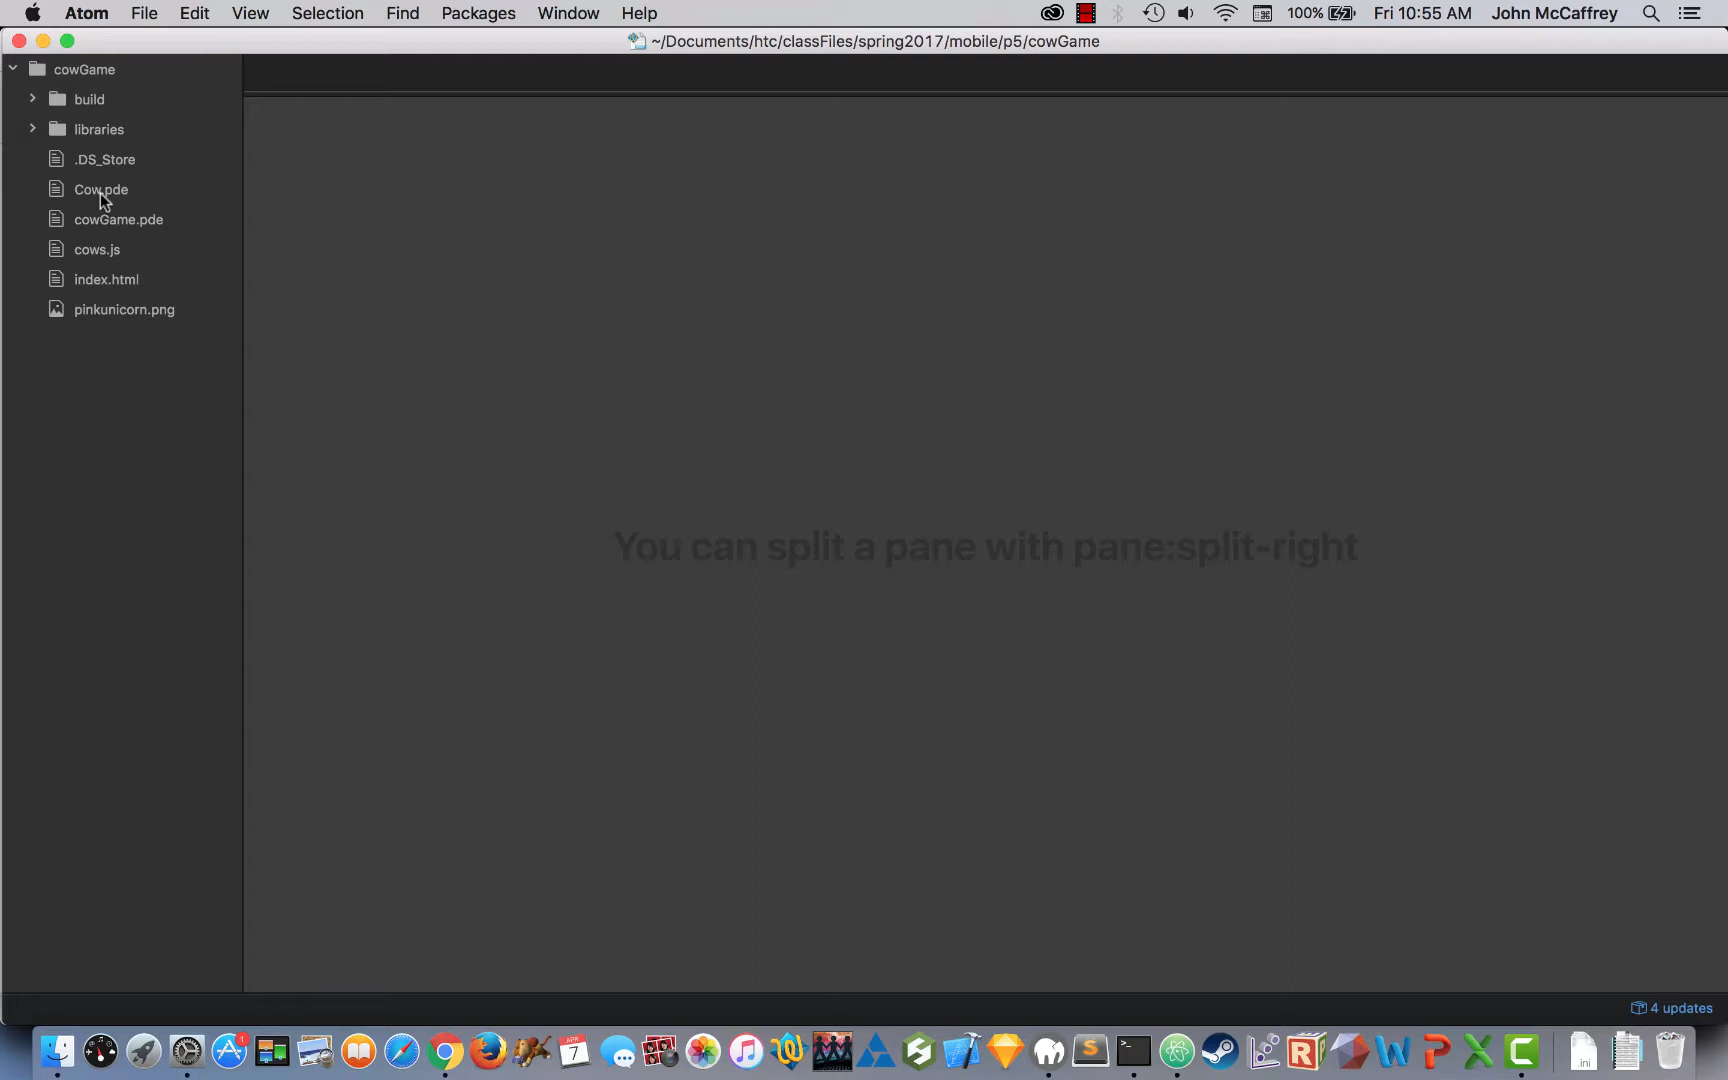 Atom File Edit View Selection Find Packages Window Help 100% Fri 10:55 AM John McCaffrey
~/Documents/htc/classFiles/spring2017/mobile/p5/cowGame
cowGame
build
libraries
.DS_Store
Cow.pde
cowGame.pde
cows.js
index.html
pinkunicorn.png
You can split a pane with pane:split-right
4 updates